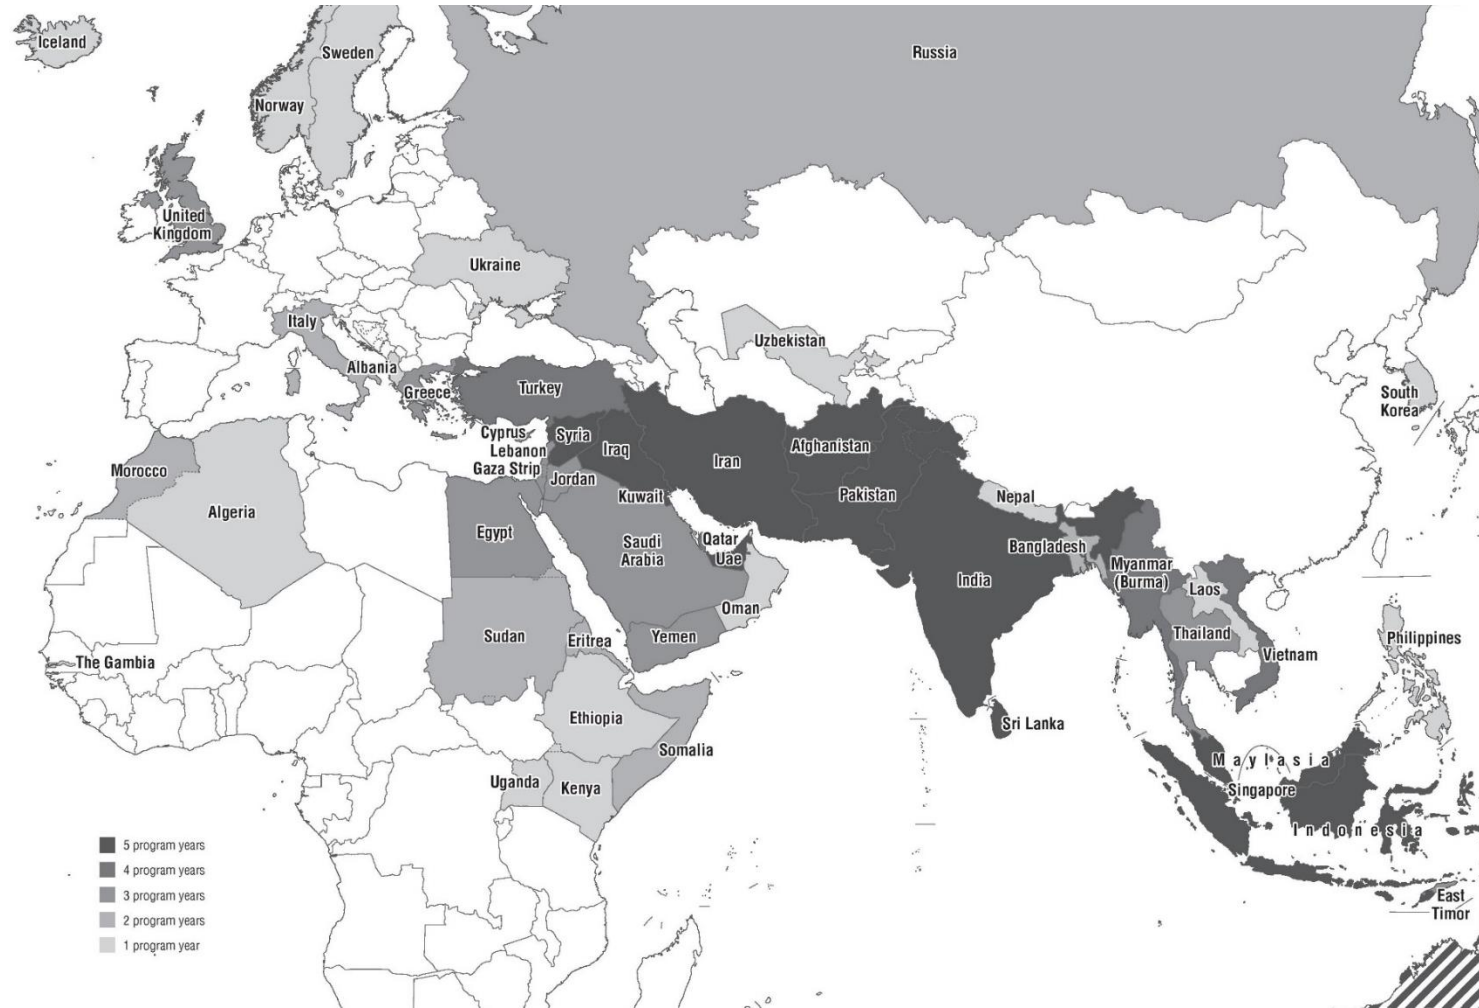 Iceland
Sweden
Russia
Norway
United
Kingdom
Ukraine
Italy
Uzbekistan
Albania
Greece
Turkey
South
Korea
Cyprus
Syria
Lebanon
Iraq
Iran
Afghanistan
Gaza Strip
Morocco
Jordan
Kuwait
Pakistan
Nepal
Algeria
Egypt
Saudi
Arabia
Qatar
Uae
Bangladesh
India
Myanmar
(Burma)
Laos
Oman
Sudan
Eritrea
Yemen
Thailand
Philippines
Vietnam
The Gambia
Ethiopia
Sri Lanka
Somalia
Maylasia
Uganda
Kenya
Singapore
Indonesia
5 program years
4 program years
3 program years
2 program years
1 program year
East
Timor